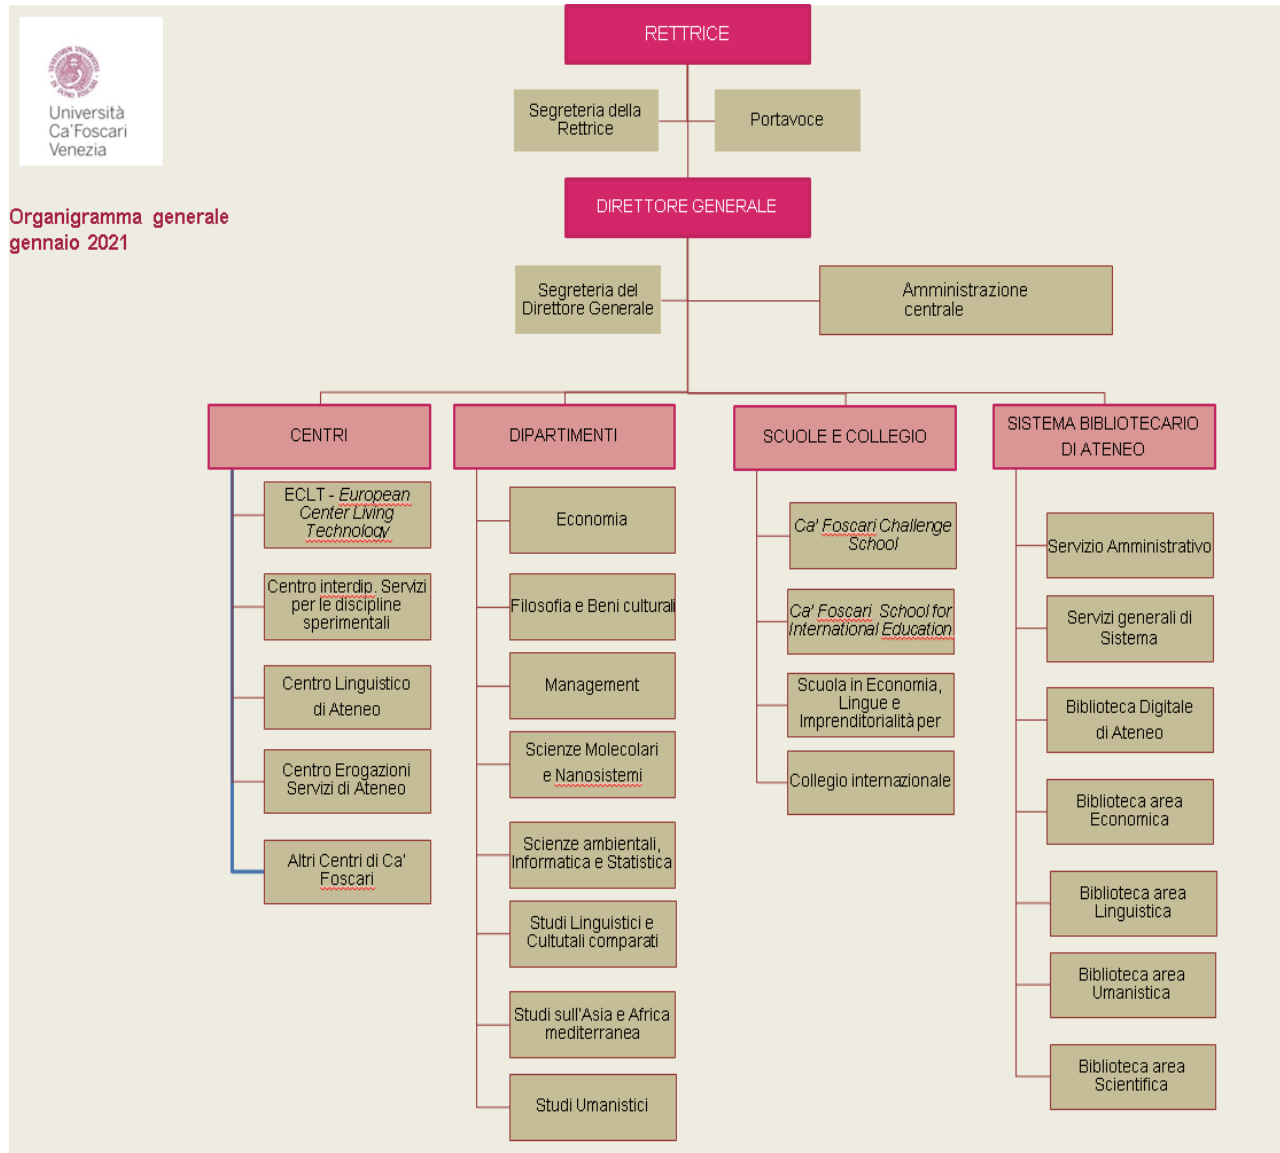 RETTRICE
Università
Ca'Foscari
Venezia
Segreteria della
Rettrice
Portavoce
Organigramma generale
gennaio 2021
DIRETTORE GENERALE
Segreteria del
Direttore Generale
Amministrazione
centrale
CENTRI
ECLT - European
Center Living
Technology
Centro interdip. Servizi
per le discipline
sperimentali
Centro Linguistico
di Ateneo
Centro Erogazioni
Servizi di Ateneo
Altri Centri di Ca'
Foscari
DIPARTIMENTI
Economia
Filosofia e Beni culturali
Management
Scienze Molecolari
e Nanosistemi
Scienze ambientali,
Informatica e Statistica
Studi Linguistici e
Cultutali comparati
Studi sull'Asia e Africa
mediterranea
Studi Umanistici
SCUOLE E COLLEGIO
Ca' Foscari Challenge
School
Ca' Foscari School for
International Education
Scuola in Economia,
Lingue e
Imprenditorialità per
Collegio internazionale
SISTEMA BIBLIOTECARIO
DI ATENEO
Servizio Amministrativo
Servizi generali di
Sistema
Biblioteca Digitale
di Ateneo
Biblioteca area
Economica
Biblioteca area
Linguistica
Biblioteca area
Umanistica
Biblioteca area
Scientifica